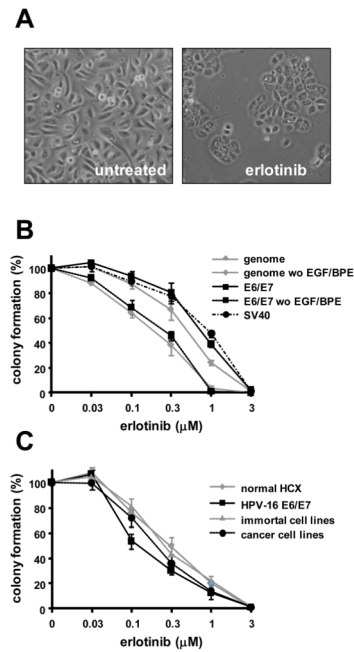 A
untreated
erlotinib
B
colony formation (%)
100
80
60
40
20
0
genome
genome wo EGF/BPE
E6/E7
E6/E7 wo EGF/BPE
SV40
0 0.03 0.1 0.3 1 3
erlotinib (μM)
C
colony formation (%)
100
80
60
40
20
0
normal HCX
HPV-16 E6/E7
immortal cell lines
cancer cell lines
0 0.03 0.1 0.3 1 3
erlotinib (μM)